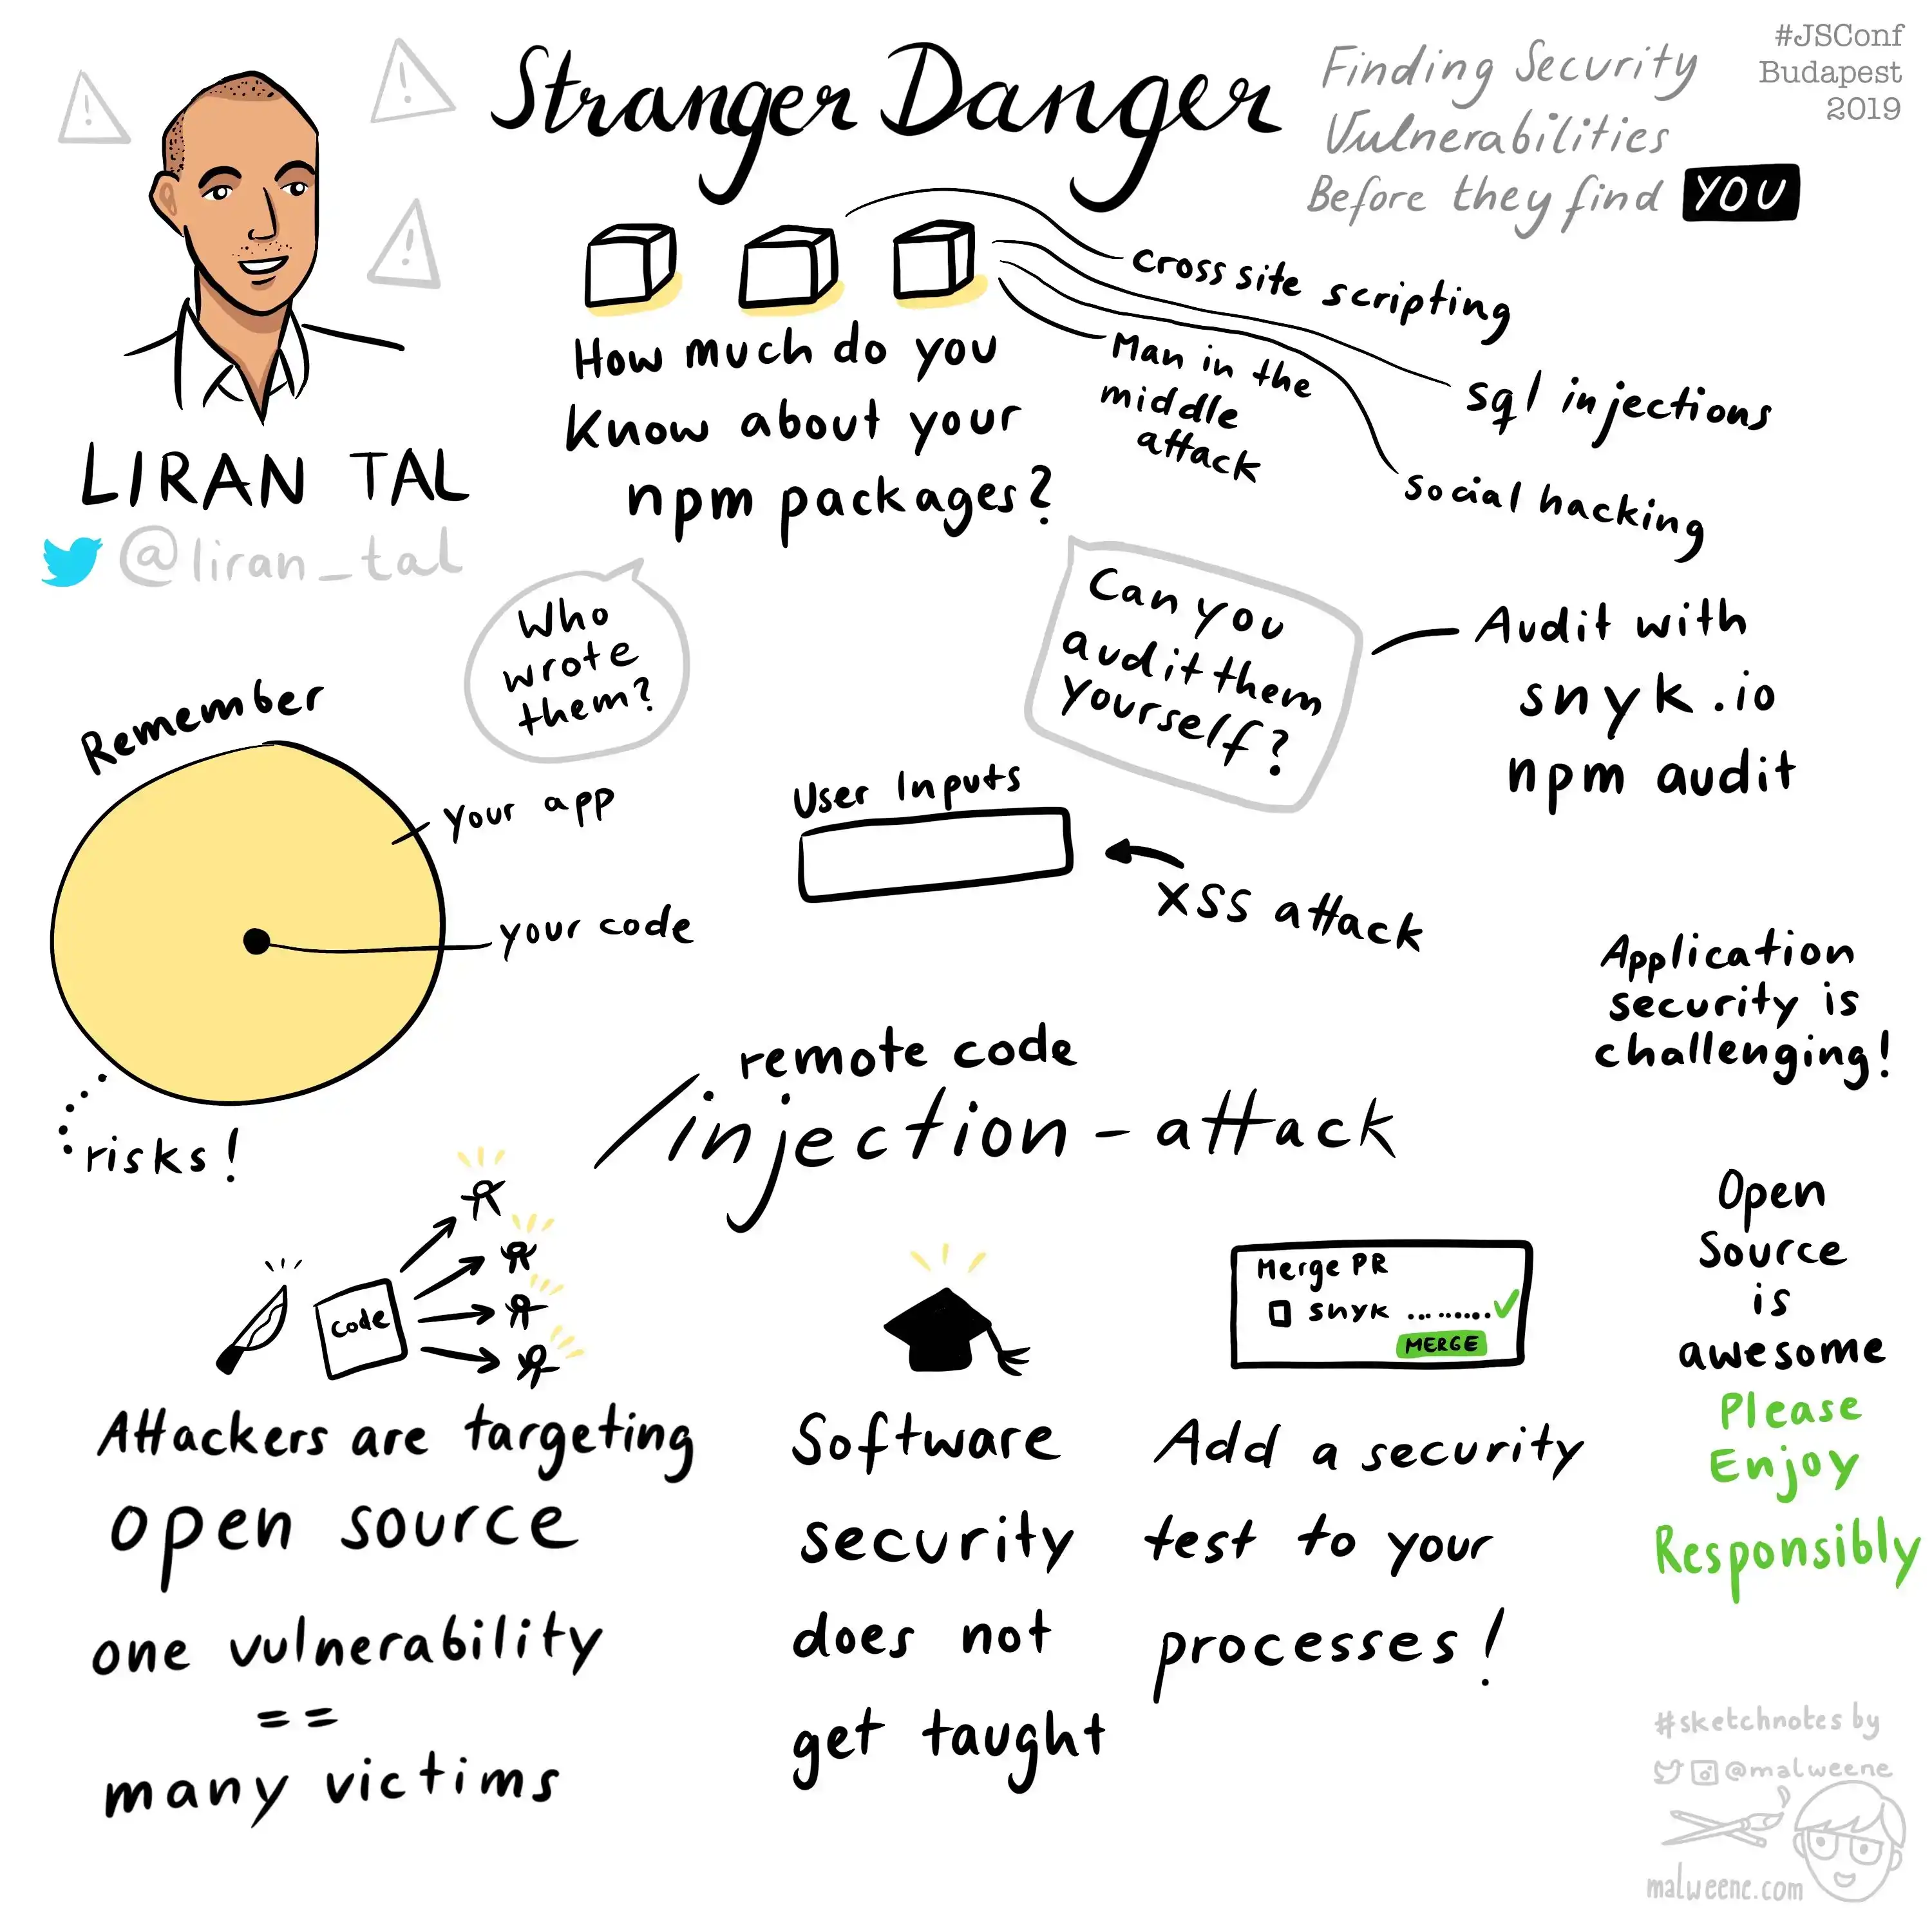 Stranger Danger
Finding Security
Vulnerabilities
Before they find YOU
#JSConf
Budapest
2019
LIRAN TAL
@liran_tal
How much do you
know about your
npm packages?
cross site scripting
sql injections
Man in the
middle
attack
social hacking
Who
wrote
them?
Can you
audit them
yourself?
Audit with
snyk.io
npm audit
Remember
your app
your code
risks!
User Inputs
XSS attack
Application
security is
challenging!
remote code
injection-attack
code
Attackers are targeting
open source
one vulnerability
==
many victims
Software
security
does not
get taught
Merge PR
snyk ..........
MERGE
Add a security
test to your
processes!
Open
Source
is
awesome
Please
Enjoy
Responsibly
#sketchnotes by
@malweene
malweene.com